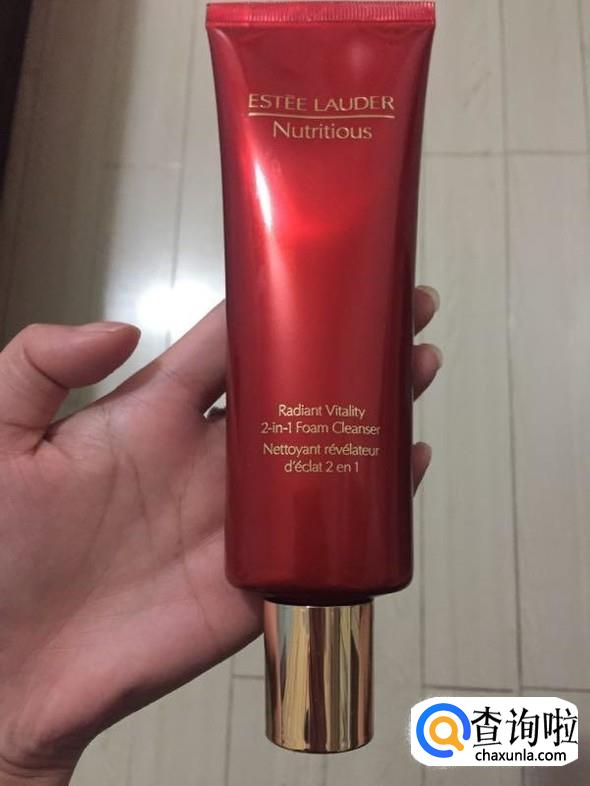 ESTĒE LAUDER
Nutritious
Radiant Vitality
2-in-1 Foam Cleanser
Nettoyant révélateur
d'éclat 2 en 1
查询啦
chaxunla.com